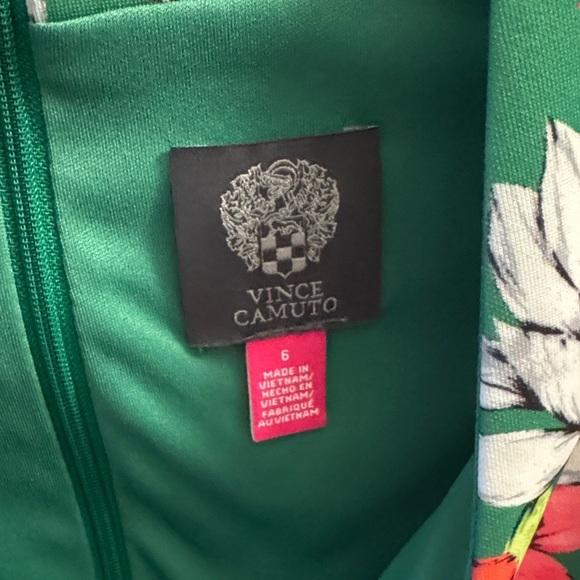 VINCE
CAMUTO
6
MADE IN
VIETNAM/
HECHO EN
VIETNAM/
FABRIQUÉ
AU VIETNAM